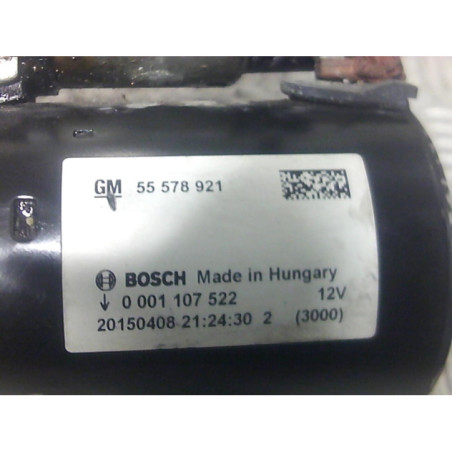 GM 55 578 921
BOSCH Made in Hungary
0 001 107 522 12V
20150408 21:24:30 2 (3000)